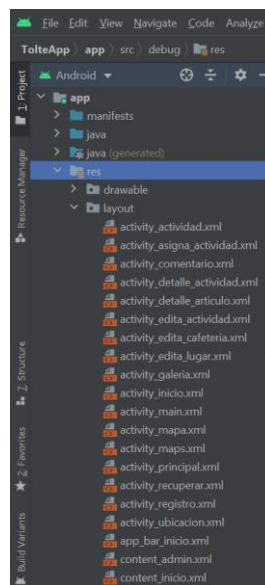 File Edit View Navigate Code Analyze
TolteApp app src debug res
1: Project
Android
app
manifests
java
java (generated)
res
drawable
layout
activity_actividad.xml
activity_asigna_actividad.xml
activity_comentario.xml
activity_detalle_actividad.xml
activity_detalle_articulo.xml
activity_edita_actividad.xml
activity_edita_cafeteria.xml
activity_edita_lugar.xml
activity_galeria.xml
activity_inicio.xml
activity_main.xml
activity_mapa.xml
activity_maps.xml
activity_principal.xml
activity_recuperar.xml
activity_registro.xml
activity_ubicacion.xml
app_bar_inicio.xml
content_admin.xml
content_inicio.xml
Resource Manager
7: Structure
2: Favorites
Build Variants